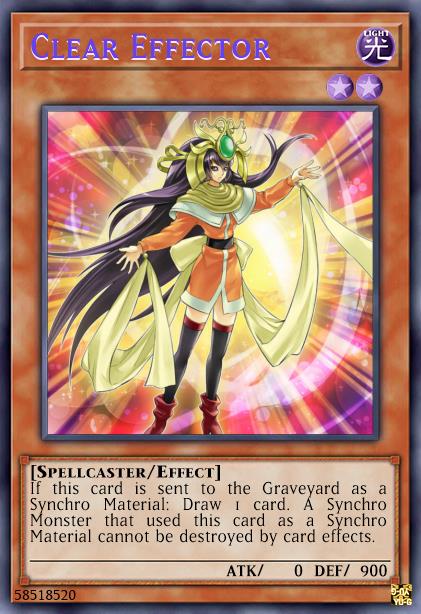 Clear Effector
LIGHT
光
[Spellcaster/Effect]
If this card is sent to the Graveyard as a
Synchro Material: Draw 1 card. A Synchro
Monster that used this card as a Synchro
Material cannot be destroyed by card effects.
ATK/ 0 DEF/ 900
58518520